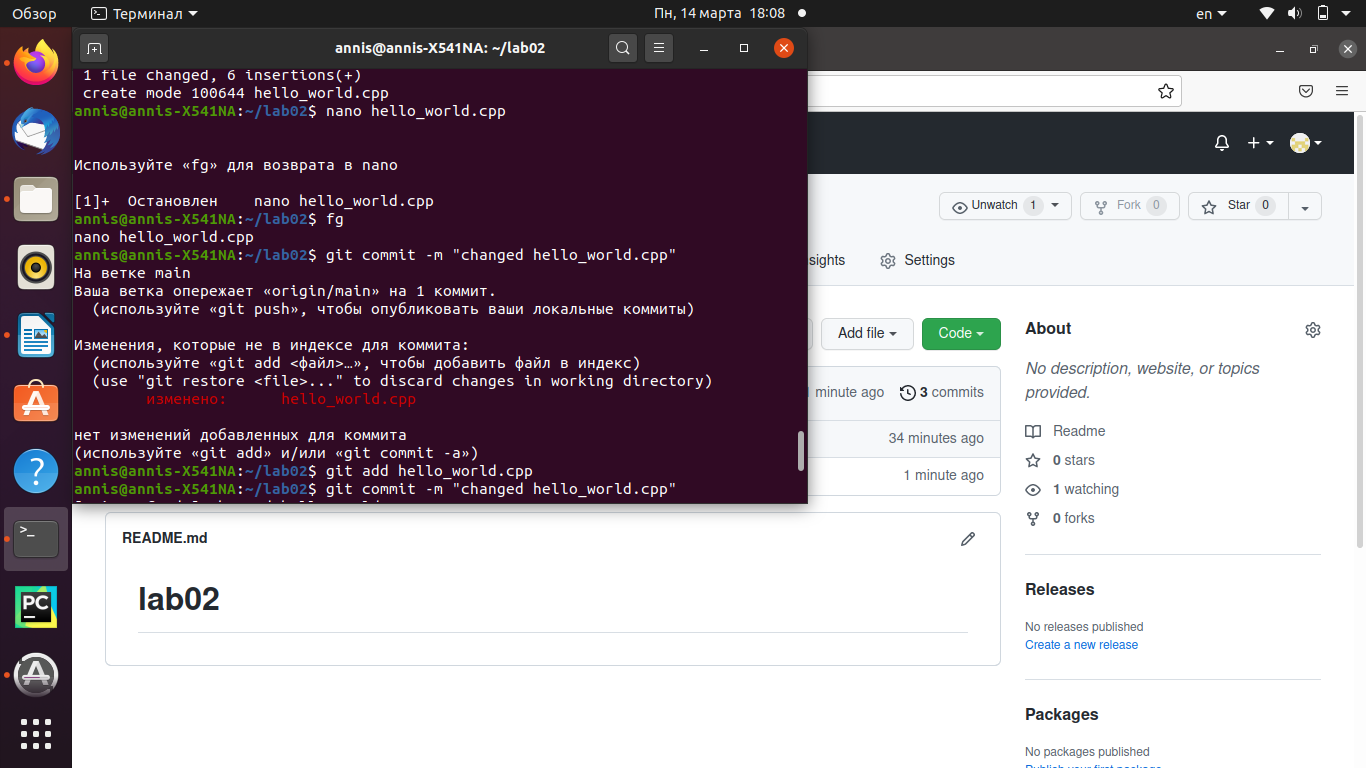 Обзор
Терминал
Пн, 14 марта 18:08
en
annis@annis-X541NA: ~/lab02
1 file changed, 6 insertions(+)
create mode 100644 hello_world.cpp
annis@annis-X541NA:~/lab02$ nano hello_world.cpp
Используйте «fg» для возврата в nano
[1]+  Остановлен    nano hello_world.cpp
annis@annis-X541NA:~/lab02$ fg
nano hello_world.cpp
annis@annis-X541NA:~/lab02$ git commit -m "changed hello_world.cpp"
На ветке main
Ваша ветка опережает «origin/main» на 1 коммит.
(используйте «git push», чтобы опубликовать ваши локальные коммиты)
Изменения, которые не в индексе для коммита:
(используйте «git add <файл>…», чтобы добавить файл в индекс)
(use "git restore <file>..." to discard changes in working directory)
изменено:      hello_world.cpp
нет изменений добавленных для коммита
(используйте «git add» и/или «git commit -a»)
annis@annis-X541NA:~/lab02$ git add hello_world.cpp
annis@annis-X541NA:~/lab02$ git commit -m "changed hello_world.cpp"
Unwatch 1
Fork 0
Star 0
Settings
Add file
Code
minute ago
3 commits
34 minutes ago
1 minute ago
README.md
lab02
About
No description, website, or topics
provided.
Readme
0 stars
1 watching
0 forks
Releases
No releases published
Create a new release
Packages
No packages published
Publish your first package
>_
PC
?